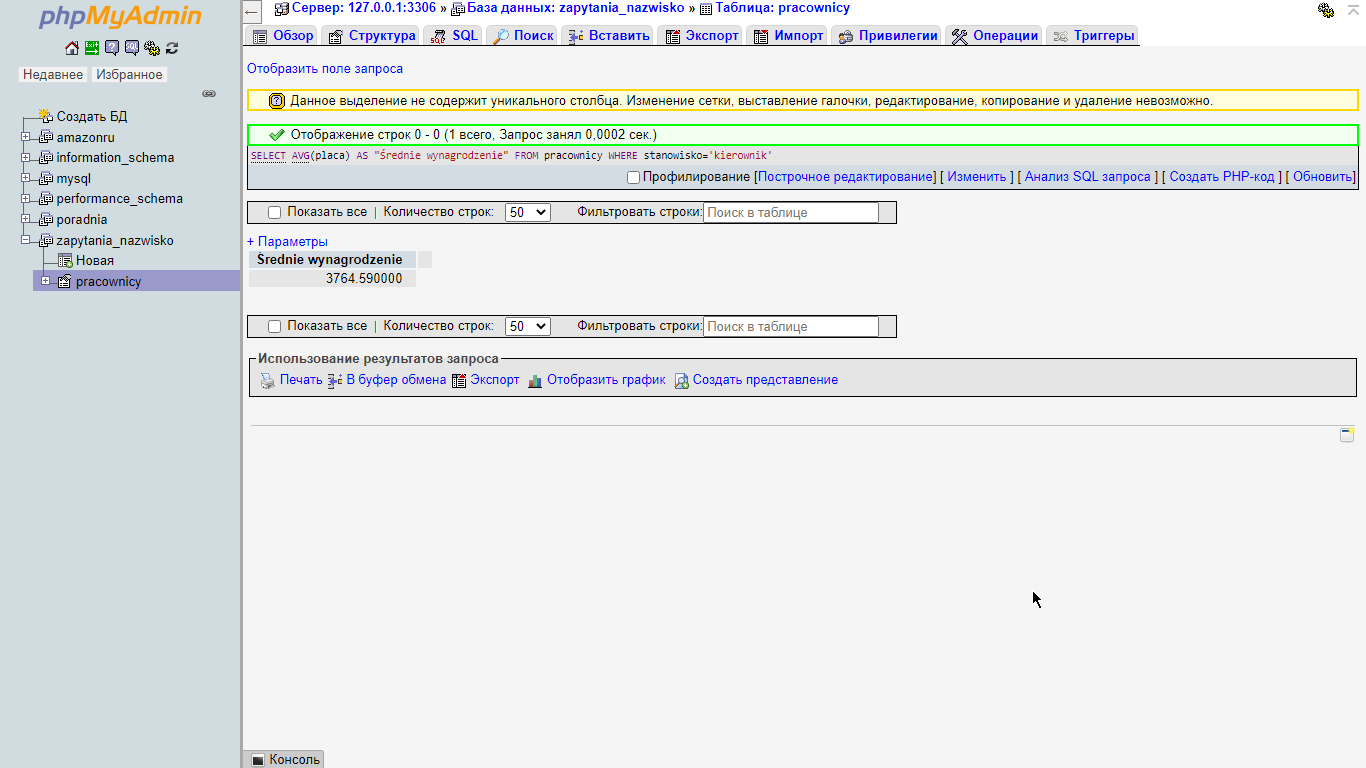 phpMyAdmin
Недавнее Избранное
Создать БД
amazonru
information_schema
mysql
performance_schema
poradnia
zapytania_nazwisko
Новая
pracownicy
Сервер: 127.0.0.1:3306 » База данных: zapytania_nazwisko » Таблица: pracownicy
Обзор Структура SQL Поиск Вставить Экспорт Импорт Привилегии Операции Триггеры
Отобразить поле запроса
Данное выделение не содержит уникального столбца. Изменение сетки, выставление галочки, редактирование, копирование и удаление невозможно.
Отображение строк 0 - 0 (1 всего, Запрос занял 0,0002 сек.)
SELECT AVG(placa) AS "Średnie wynagrodzenie" FROM pracownicy WHERE stanowisko='kierownik'
Профилирование [Построчное редактирование] [ Изменить ] [ Анализ SQL запроса ] [ Создать PHP-код ] [ Обновить]
Показать все | Количество строк: 50 Фильтровать строки: Поиск в таблице
+ Параметры
Średnie wynagrodzenie
3764.590000
Показать все | Количество строк: 50 Фильтровать строки: Поиск в таблице
Использование результатов запроса
Печать В буфер обмена Экспорт Отобразить график Создать представление
Консоль